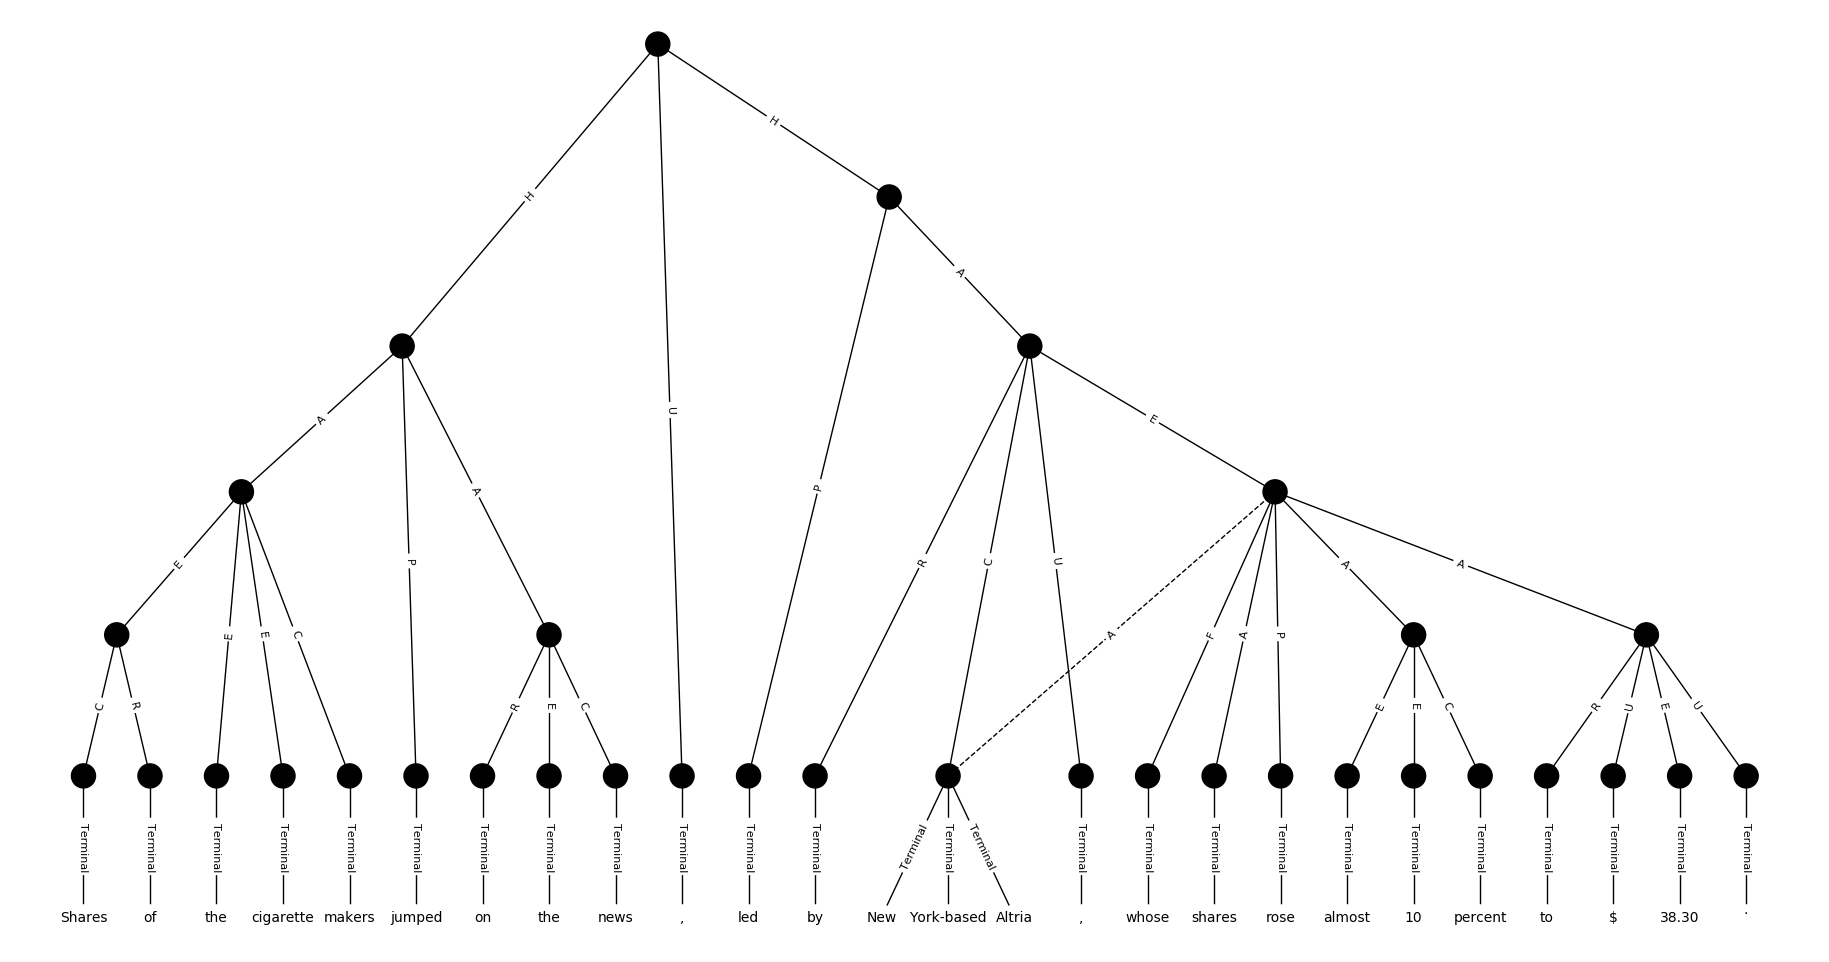 H
H
A
A
U
P
A
E
E
E
E
C
P
R
C
U
A
F
A
P
A
A
C
R
R
E
C
E
E
C
R
U
E
U
Terminal Terminal Terminal Terminal Terminal Terminal Terminal Terminal Terminal Terminal Terminal Terminal Terminal Terminal Terminal Terminal Terminal Terminal Terminal Terminal Terminal Terminal Terminal Terminal Terminal Terminal
Shares of the cigarette makers jumped on the news , led by New York-based Altria , whose shares rose almost 10 percent to $ 38.30 .